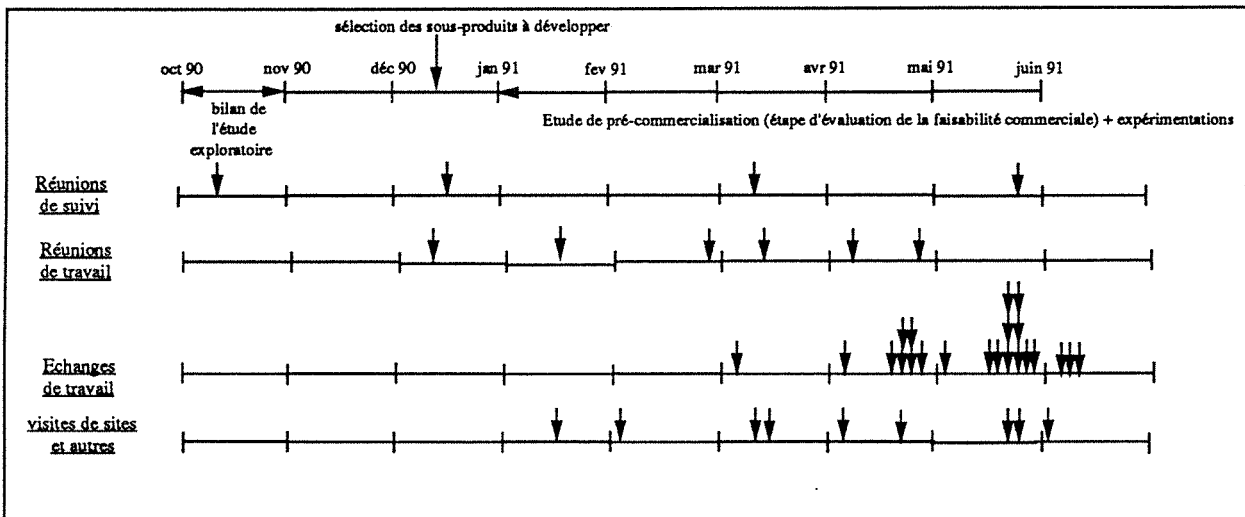 sélection des sous-produits à développer
oct 90 nov 90 déc 90 jan 91 fev 91 mar 91 avr 91 mai 91 juin 91
bilan de
l'étude
exploratoire
Etude de pré-commercialisation (étape d'évaluation de la faisabilité commerciale) + expérimentations
Réunions
de suivi
Réunions
de travail
Echanges
de travail
visites de sites
et autres